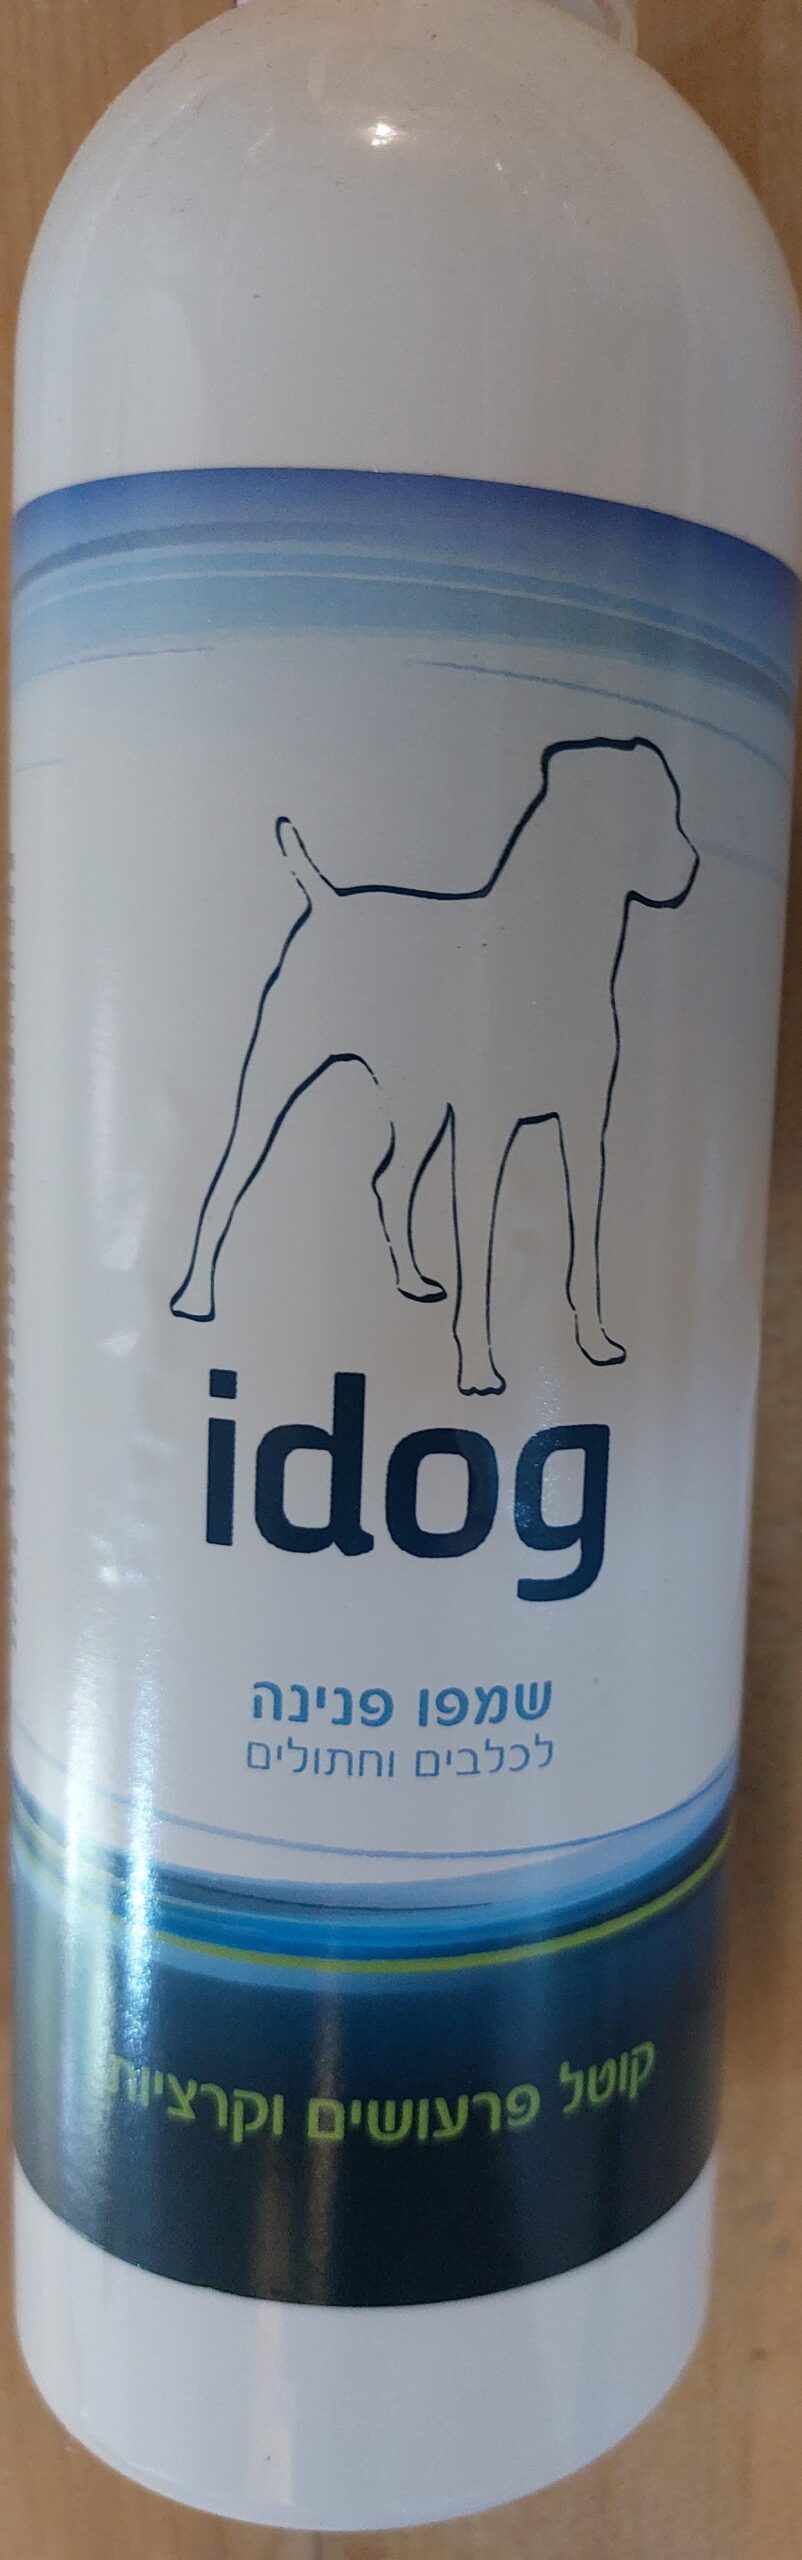 idog
שמפו פנינה
לכלבים וחתולים
קוטל פרעושים וקרציות